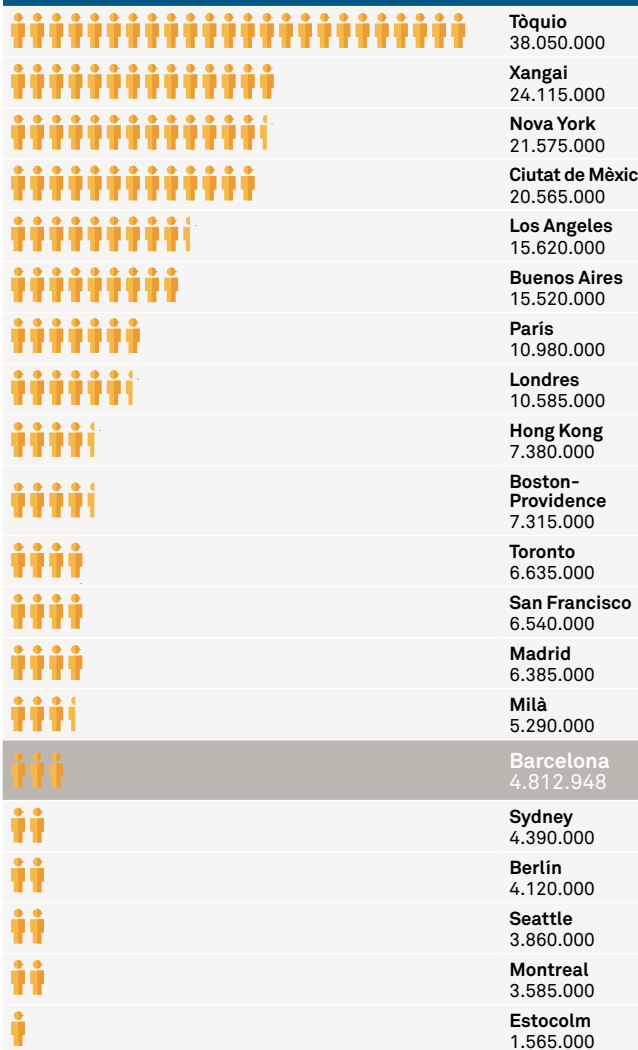 Tòquio
38.050.000
Xangai
24.115.000
Nova York
21.575.000
Ciutat de Mèxic
20.565.000
Los Angeles
15.620.000
Buenos Aires
15.520.000
París
10.980.000
Londres
10.585.000
Hong Kong
7.380.000
Boston-
Providence
7.315.000
Toronto
6.635.000
San Francisco
6.540.000
Madrid
6.385.000
Milà
5.290.000
Barcelona
4.812.948
Sydney
4.390.000
Berlín
4.120.000
Seattle
3.860.000
Montreal
3.585.000
Estocolm
1.565.000